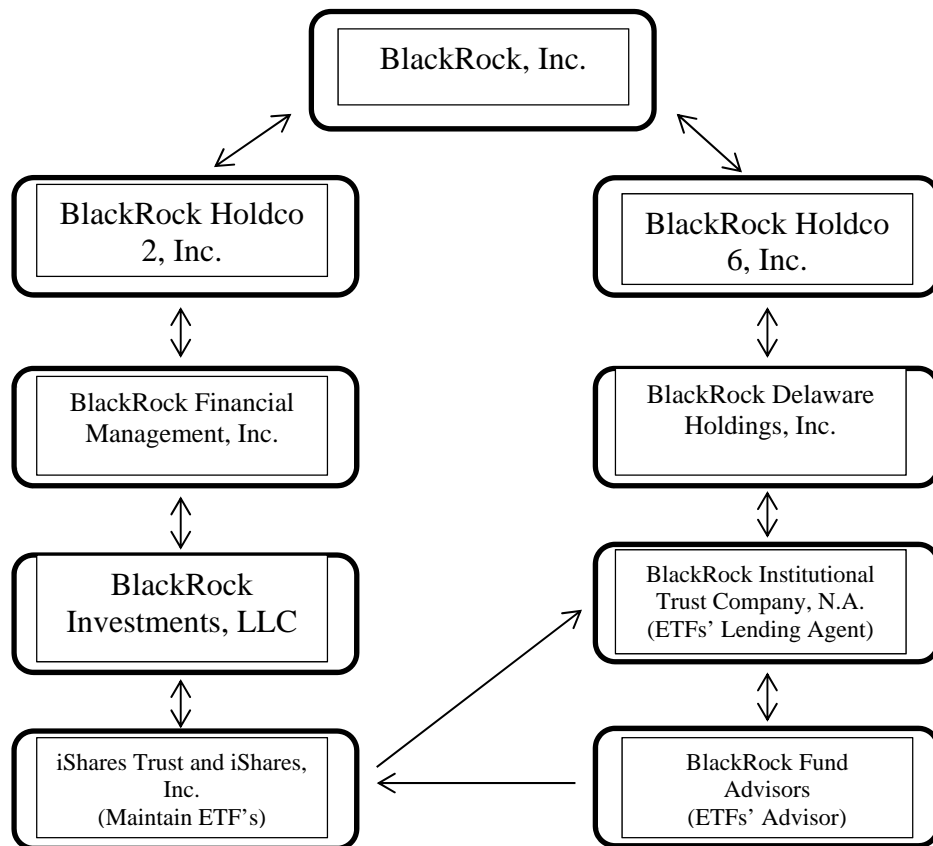 BlackRock, Inc.
BlackRock Holdco
2, Inc.
BlackRock Holdco
6, Inc.
BlackRock Financial
Management, Inc.
BlackRock Delaware
Holdings, Inc.
BlackRock
Investments, LLC
BlackRock Institutional
Trust Company, N.A.
(ETFs’ Lending Agent)
iShares Trust and iShares,
Inc.
(Maintain ETF’s)
BlackRock Fund
Advisors
(ETFs’ Advisor)